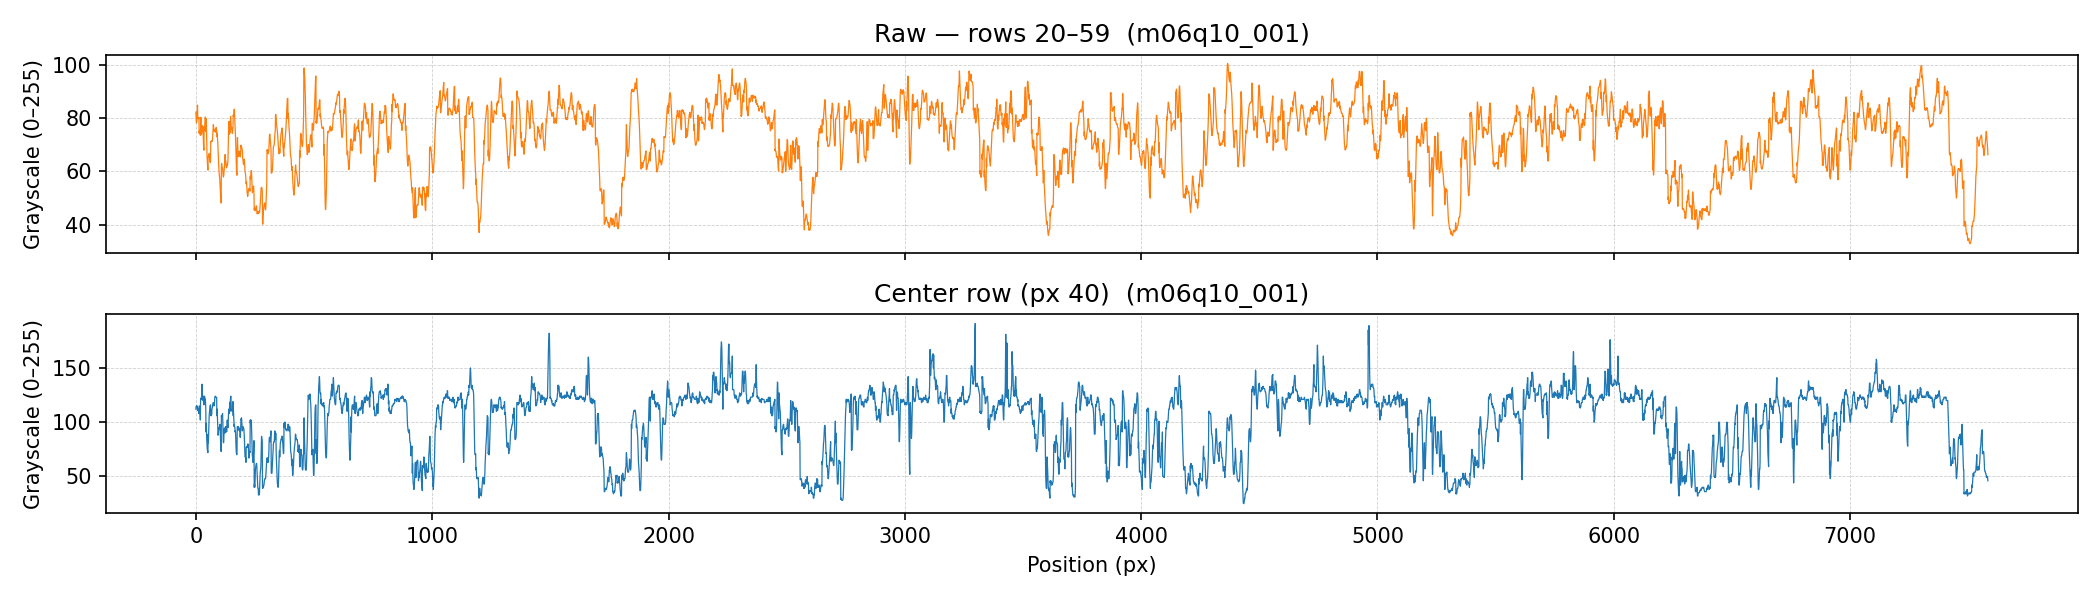 Raw — rows 20–59  (m06q10_001)
Grayscale (0–255)
100
80
60
40
Center row (px 40)  (m06q10_001)
Grayscale (0–255)
150
100
50
0 1000 2000 3000 4000 5000 6000 7000
Position (px)